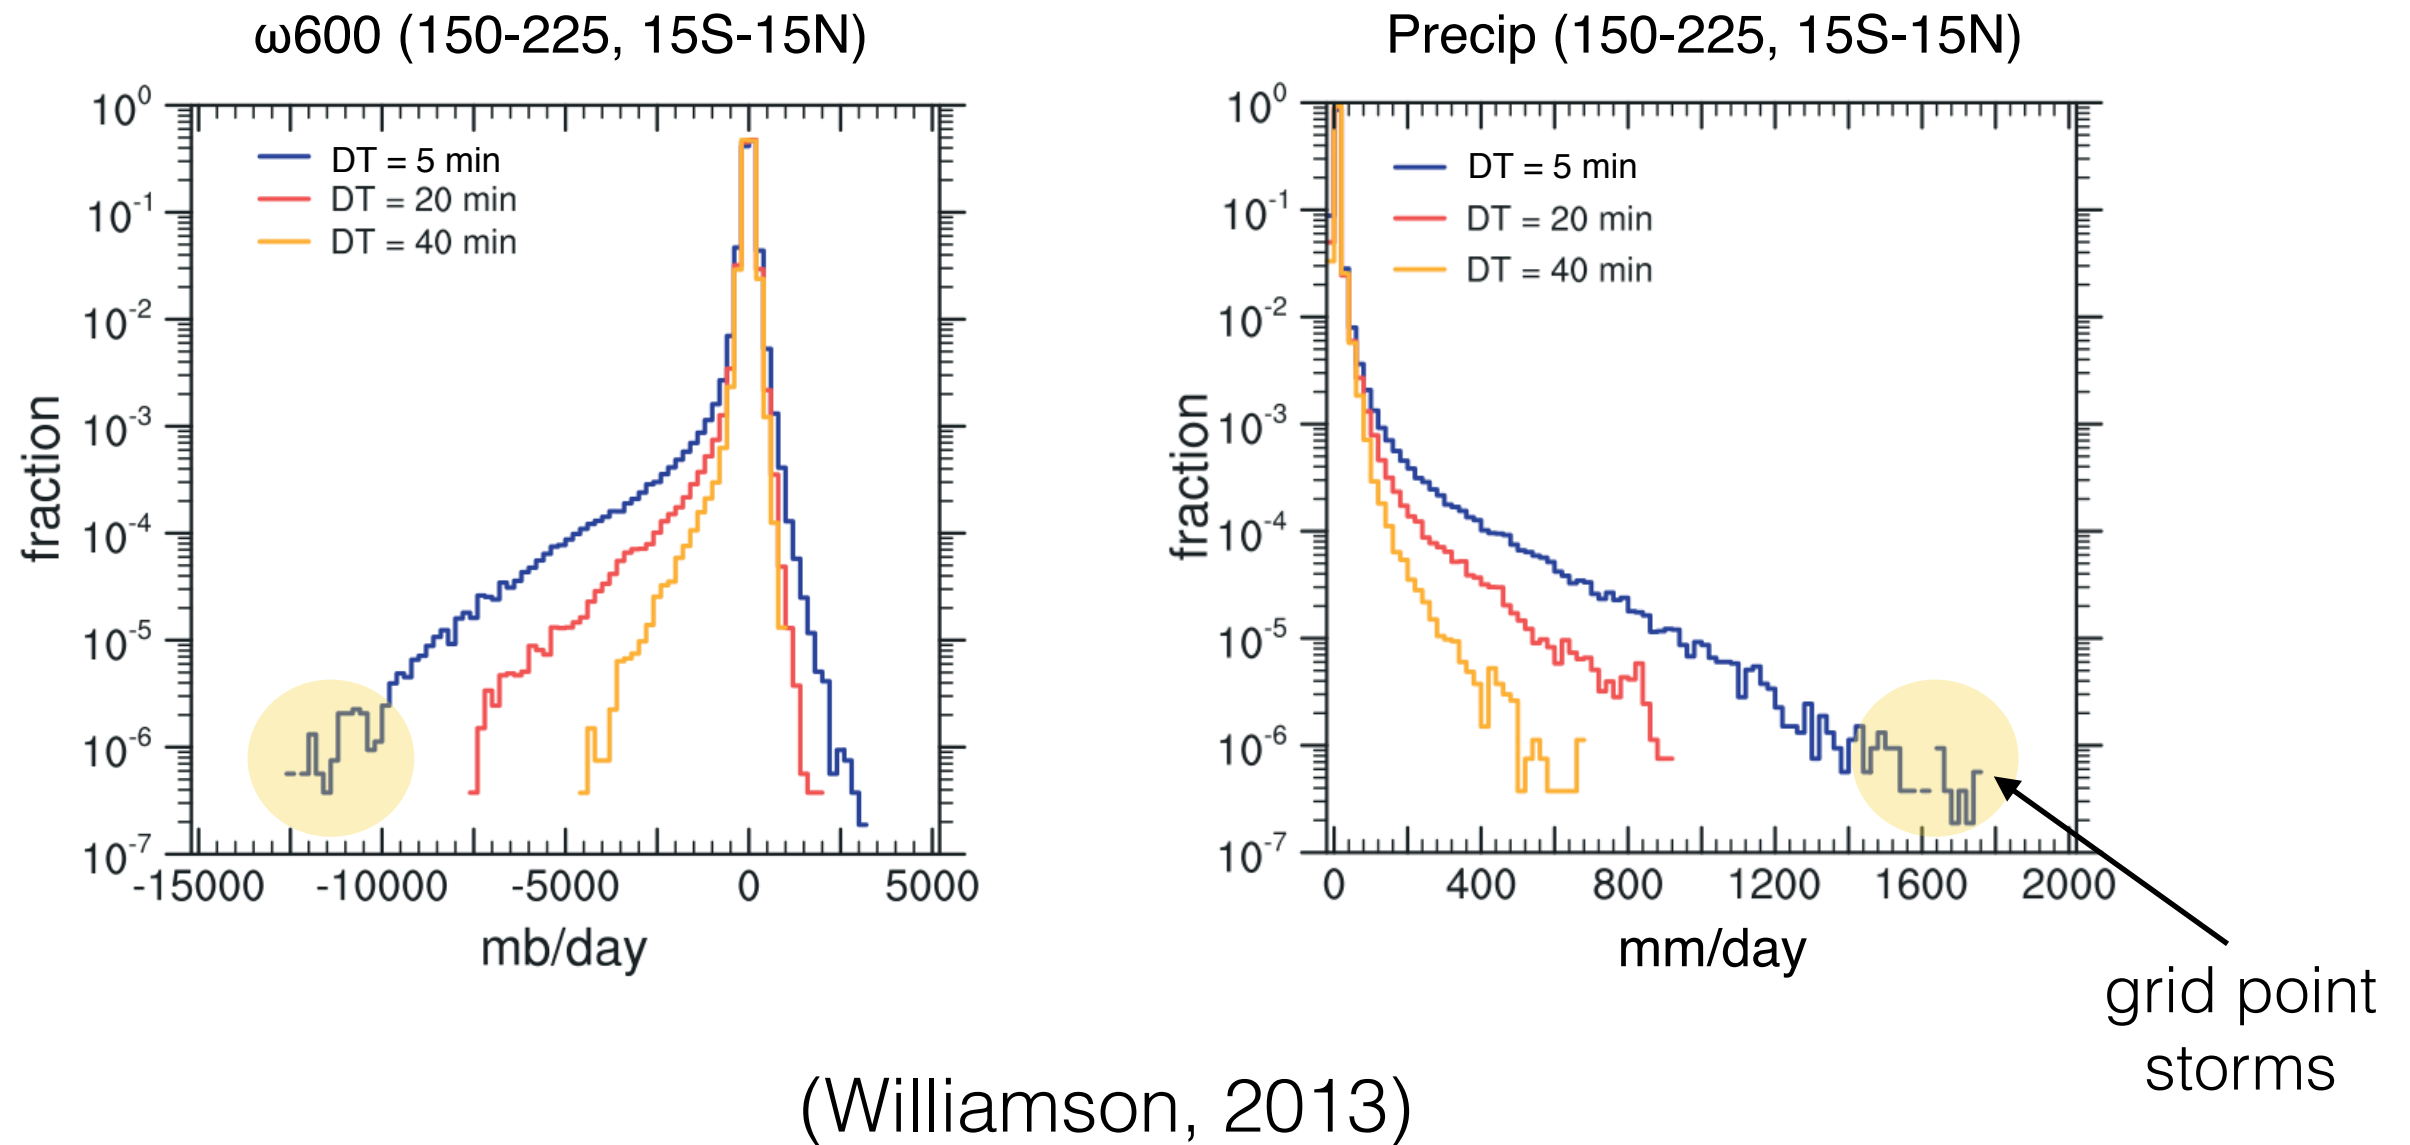 ω600 (150-225, 15S-15N)
10^0
10^-1
10^-2
10^-3
10^-4
10^-5
10^-6
10^-7
fraction
DT = 5 min
DT = 20 min
DT = 40 min
-15000 -10000 -5000 0 5000
mb/day
Precip (150-225, 15S-15N)
10^0
10^-1
10^-2
10^-3
10^-4
10^-5
10^-6
10^-7
fraction
DT = 5 min
DT = 20 min
DT = 40 min
0 400 800 1200 1600 2000
mm/day
grid point
storms
(Williamson, 2013)